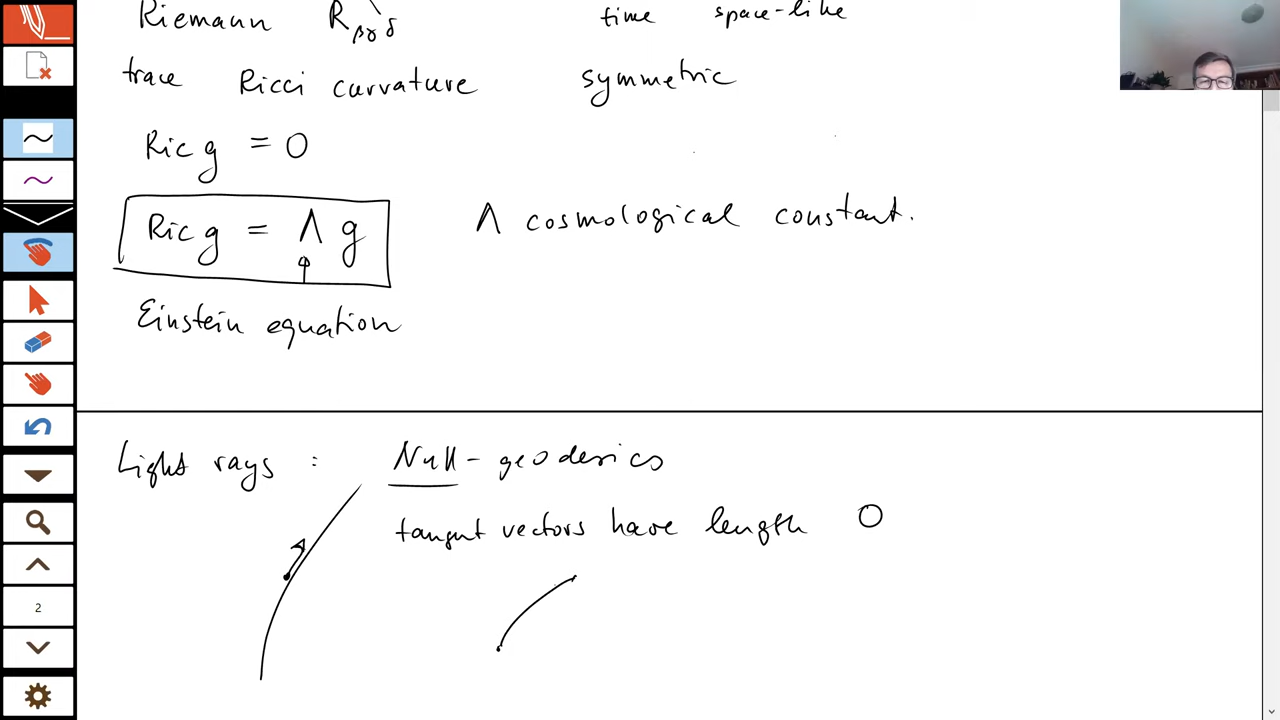 Riemann R βγδ time space-like
trace Ricci curvature symmetric
Ric g = 0
Ric g = Λ g Λ cosmological constant.
Einstein equation
Light rays : Null-geodesics
tangent vectors have length 0
2